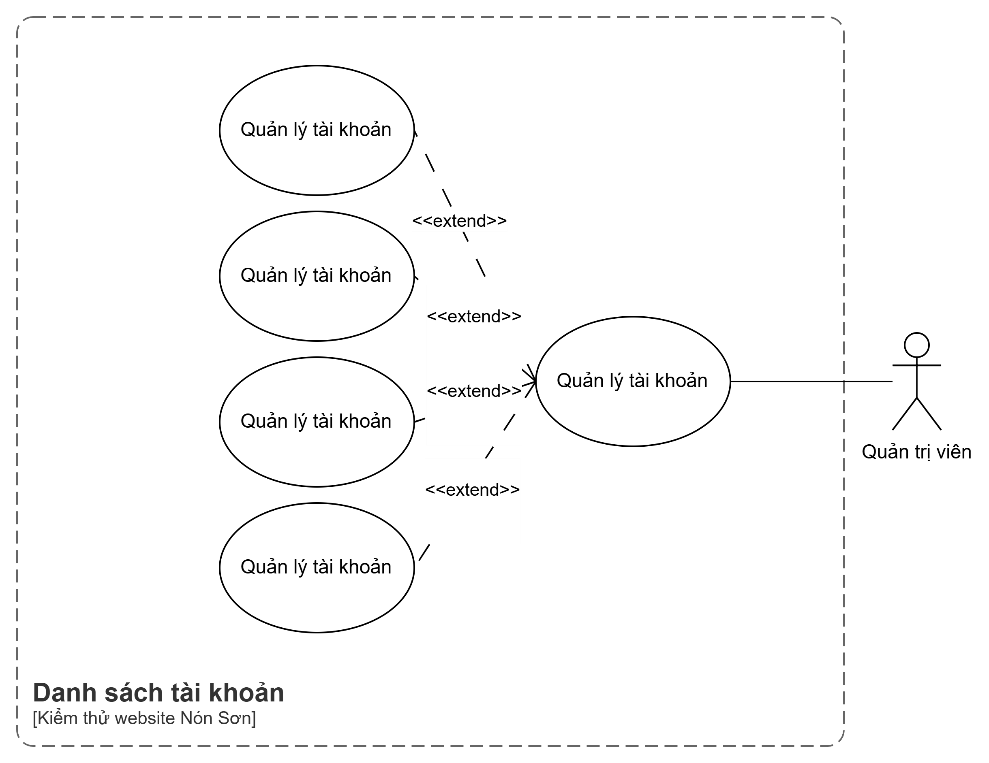 Quản lý tài khoản
<<extend>>
Quản lý tài khoản
<<extend>>
Quản lý tài khoản
<<extend>>
Quản lý tài khoản
Quản trị viên
<<extend>>
Quản lý tài khoản
Danh sách tài khoản
[Kiểm thử website Nón Sơn]